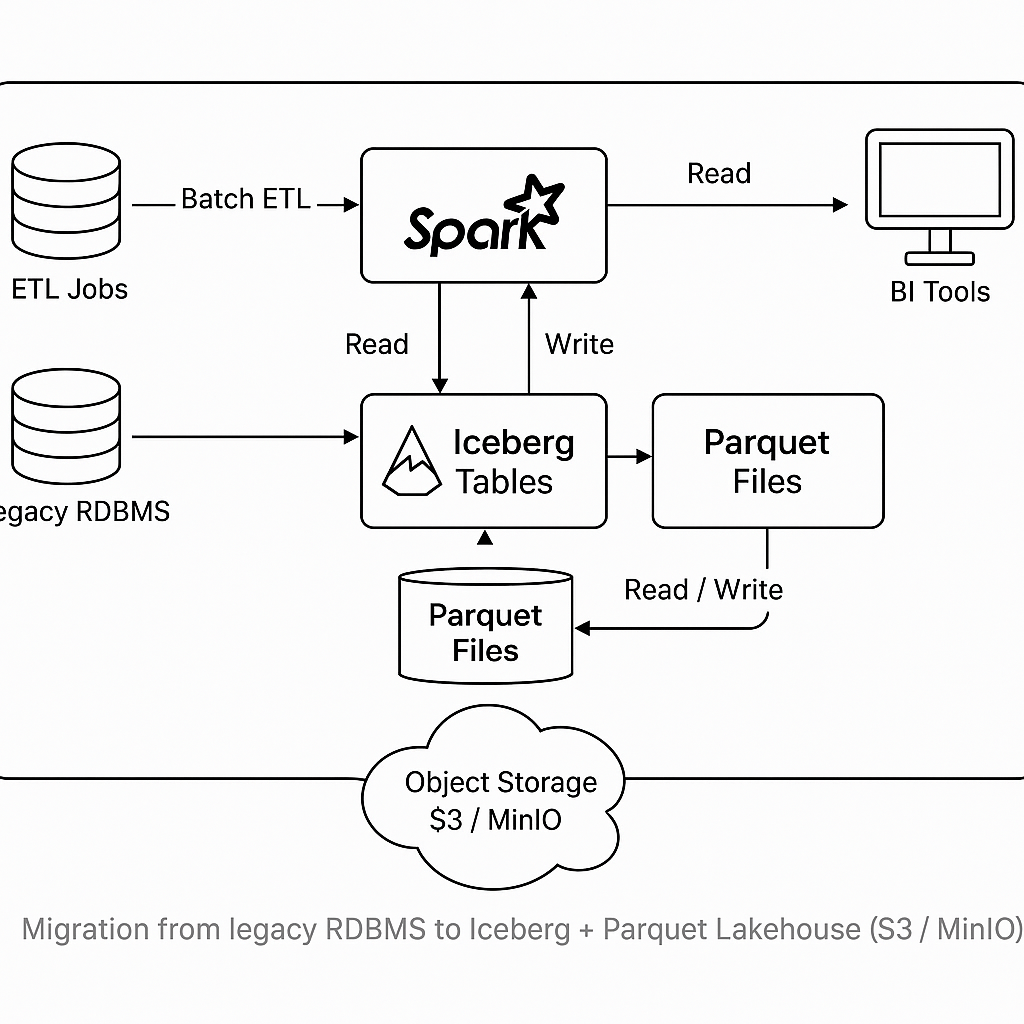 Batch ETL
Spark
Read
ETL Jobs
BI Tools
Read
Write
Iceberg
Tables
Parquet
Files
egacy RDBMS
Parquet
Files
Read / Write
Object Storage
$3 / MinIO
Migration from legacy RDBMS to Iceberg + Parquet Lakehouse (S3 / MinIO)